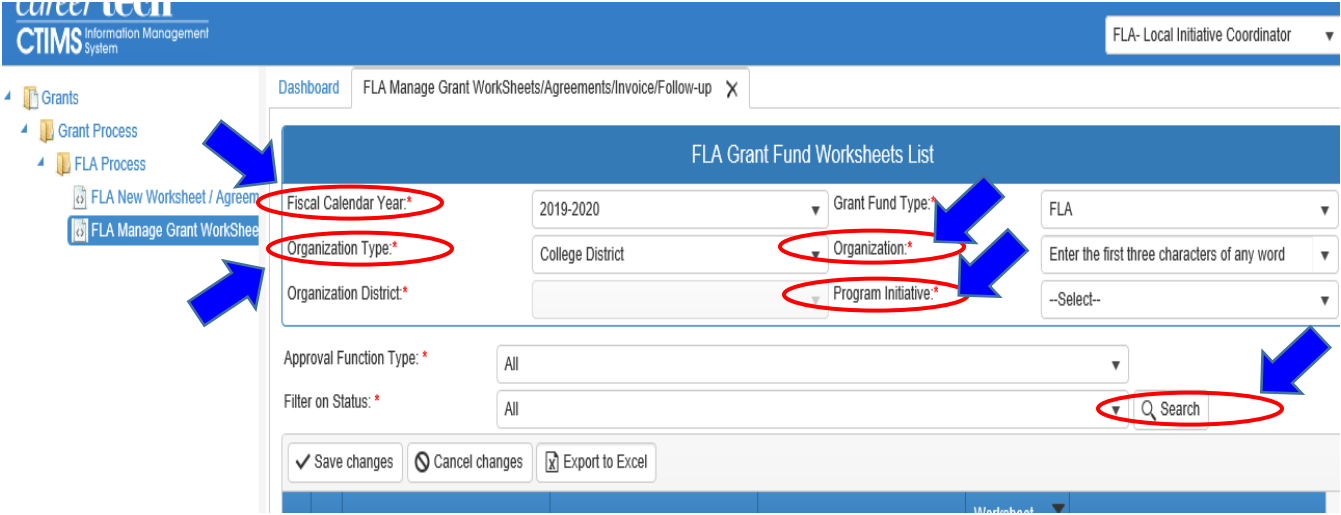 career tech
CTIMS Information Management System
FLA- Local Initiative Coordinator
Grants
Grant Process
FLA Process
FLA New Worksheet / Agreem
FLA Manage Grant WorkShee
Dashboard
FLA Manage Grant WorkSheets/Agreements/Invoice/Follow-up
FLA Grant Fund Worksheets List
Fiscal Calendar Year:* 2019-2020 Grant Fund Type:* FLA
Organization Type:* College District Organization:* Enter the first three characters of any word
Organization District:* Program Initiative:* --Select--
Approval Function Type: * All
Filter on Status: * All Search
Save changes Cancel changes Export to Excel
Worksheet